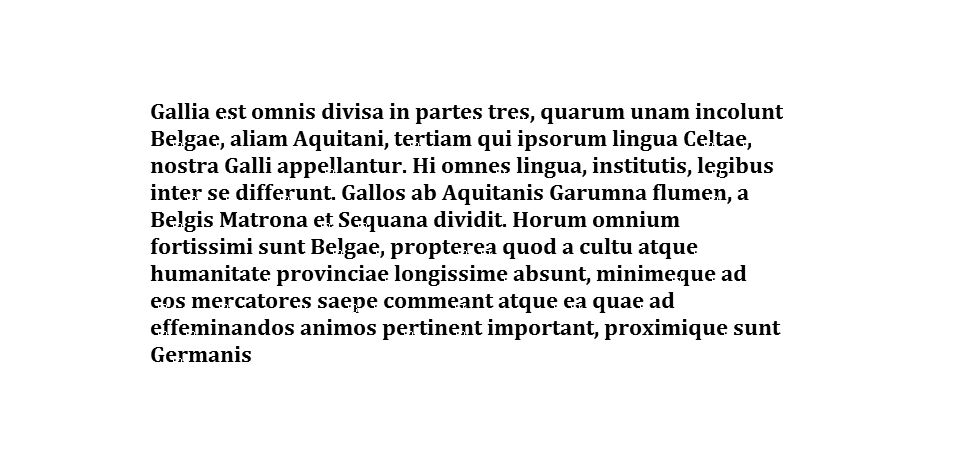 Gallia est omnis divisa in partes tres, quarum unam incolunt
Belgae, aliam Aquitani, tertiam qui ipsorum lingua Celtae,
nostra Galli appellantur. Hi omnes lingua, institutis, legibus
inter se differunt. Gallos ab Aquitanis Garumna flumen, a
Belgis Matrona et Sequana dividit. Horum omnium
fortissimi sunt Belgae, propterea quod a cultu atque
humanitate provinciae longissime absunt, minimeque ad
eos mercatores saepe commeant atque ea quae ad
effeminandos animos pertinent important, proximique sunt
Germanis